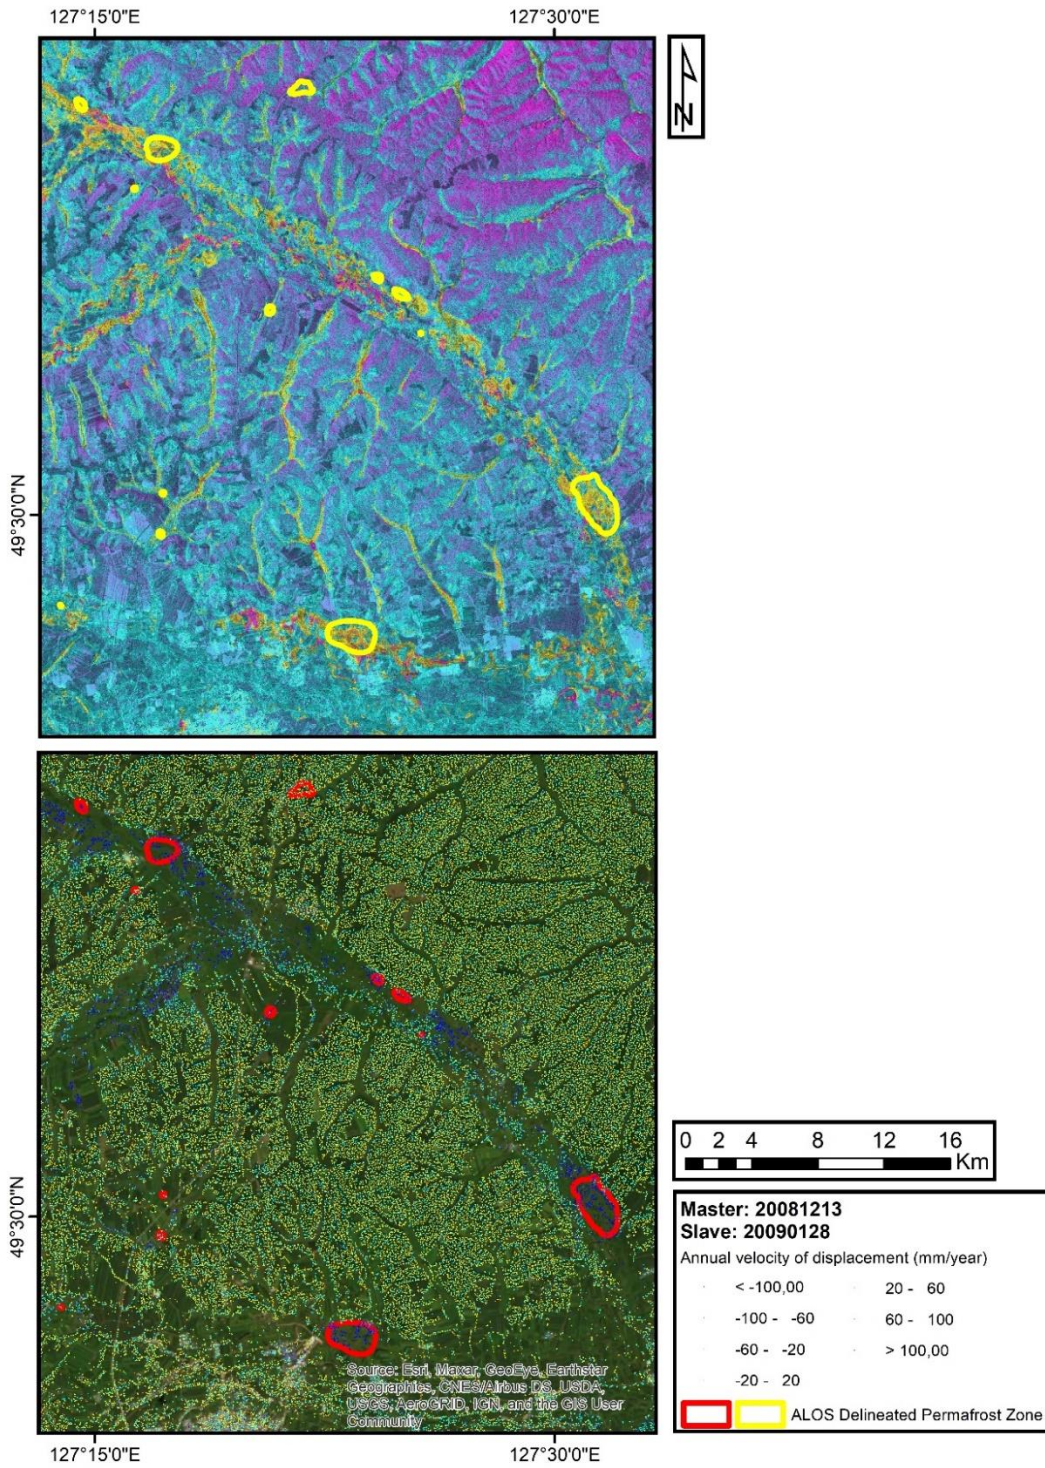 127°15'0"E 127°30'0"E
N
49°30'0"N
49°30'0"N
Source: Esri, Maxar, GeoEye, Earthstar
Geographics, CNES/Airbus DS, USDA,
USGS, AeroGRID, IGN, and the GIS User
Community
127°15'0"E 127°30'0"E
0 2 4 8 12 16
Km
Master: 20081213
Slave: 20090128
Annual velocity of displacement (mm/year)
< -100,00 20 - 60
-100 - -60 60 - 100
-60 - -20 > 100,00
-20 - 20
ALOS Delineated Permafrost Zone